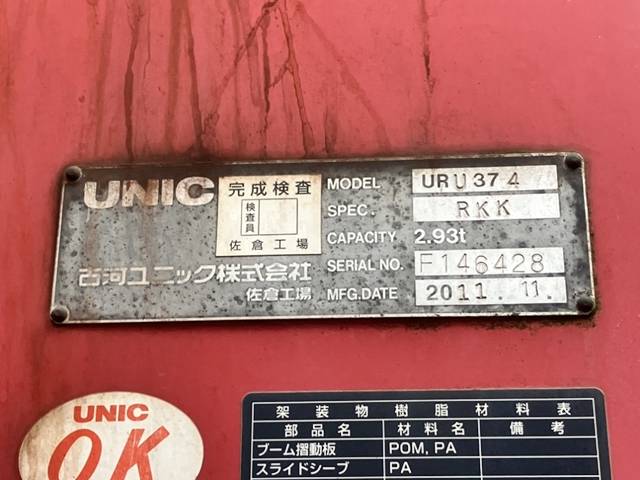 UNIC
完成検査
検査員
佐倉工場
古河ユニック株式会社
佐倉工場
MODEL URU374
SPEC. RKK
CAPACITY 2.93t
SERIAL NO. F146428
MFG.DATE 2011.11.
UNIC
OK
架装物樹脂材料表
部品名 材料名 備考
ブーム摺動板 POM, PA
スライドシーブ PA